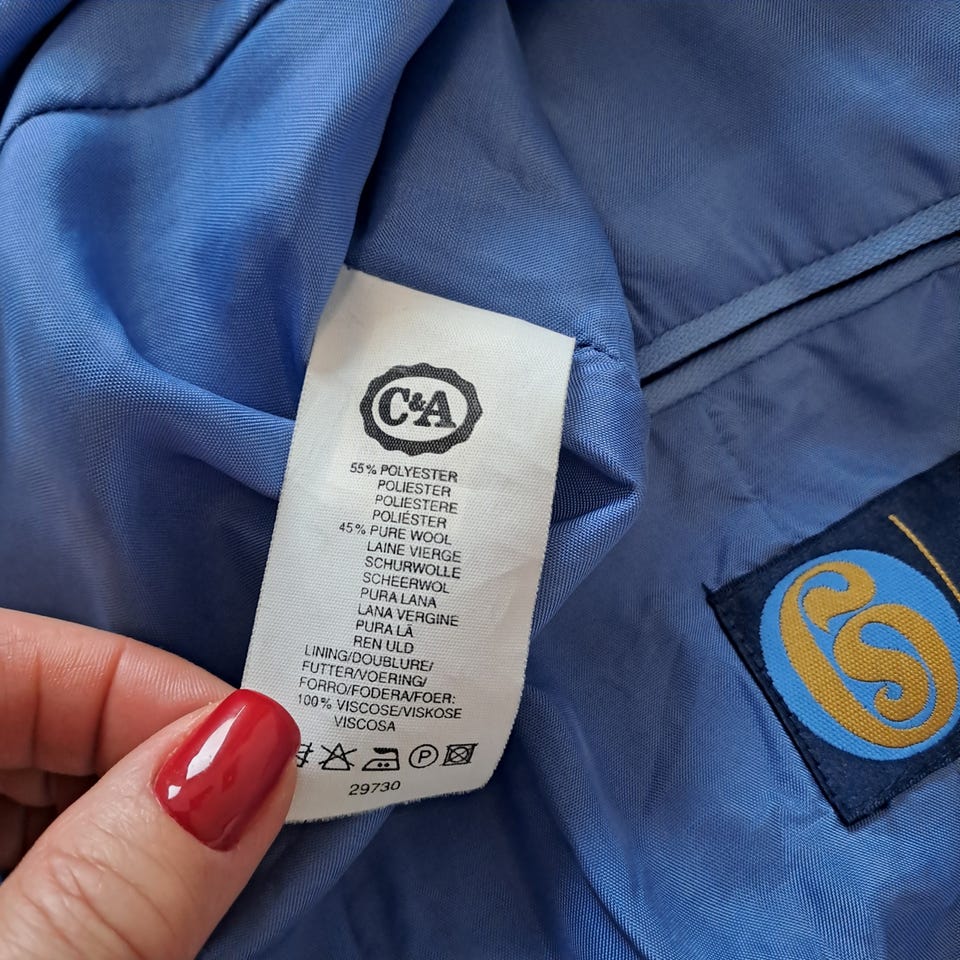 C&A
55% POLYESTER
POLIESTER
POLIESTERE
POLIÉSTER
45% PURE WOOL
LAINE VIERGE
SCHURWOLLE
SCHEERWOL
PURA LANA
LANA VERGINE
PURA LÃ
REN ULD
LINING/DOUBLURE/
FUTTER/VOERING/
FORRO/FODERA/FOER:
100% VISCOSE/VISKOSE
VISCOSA
P
29730